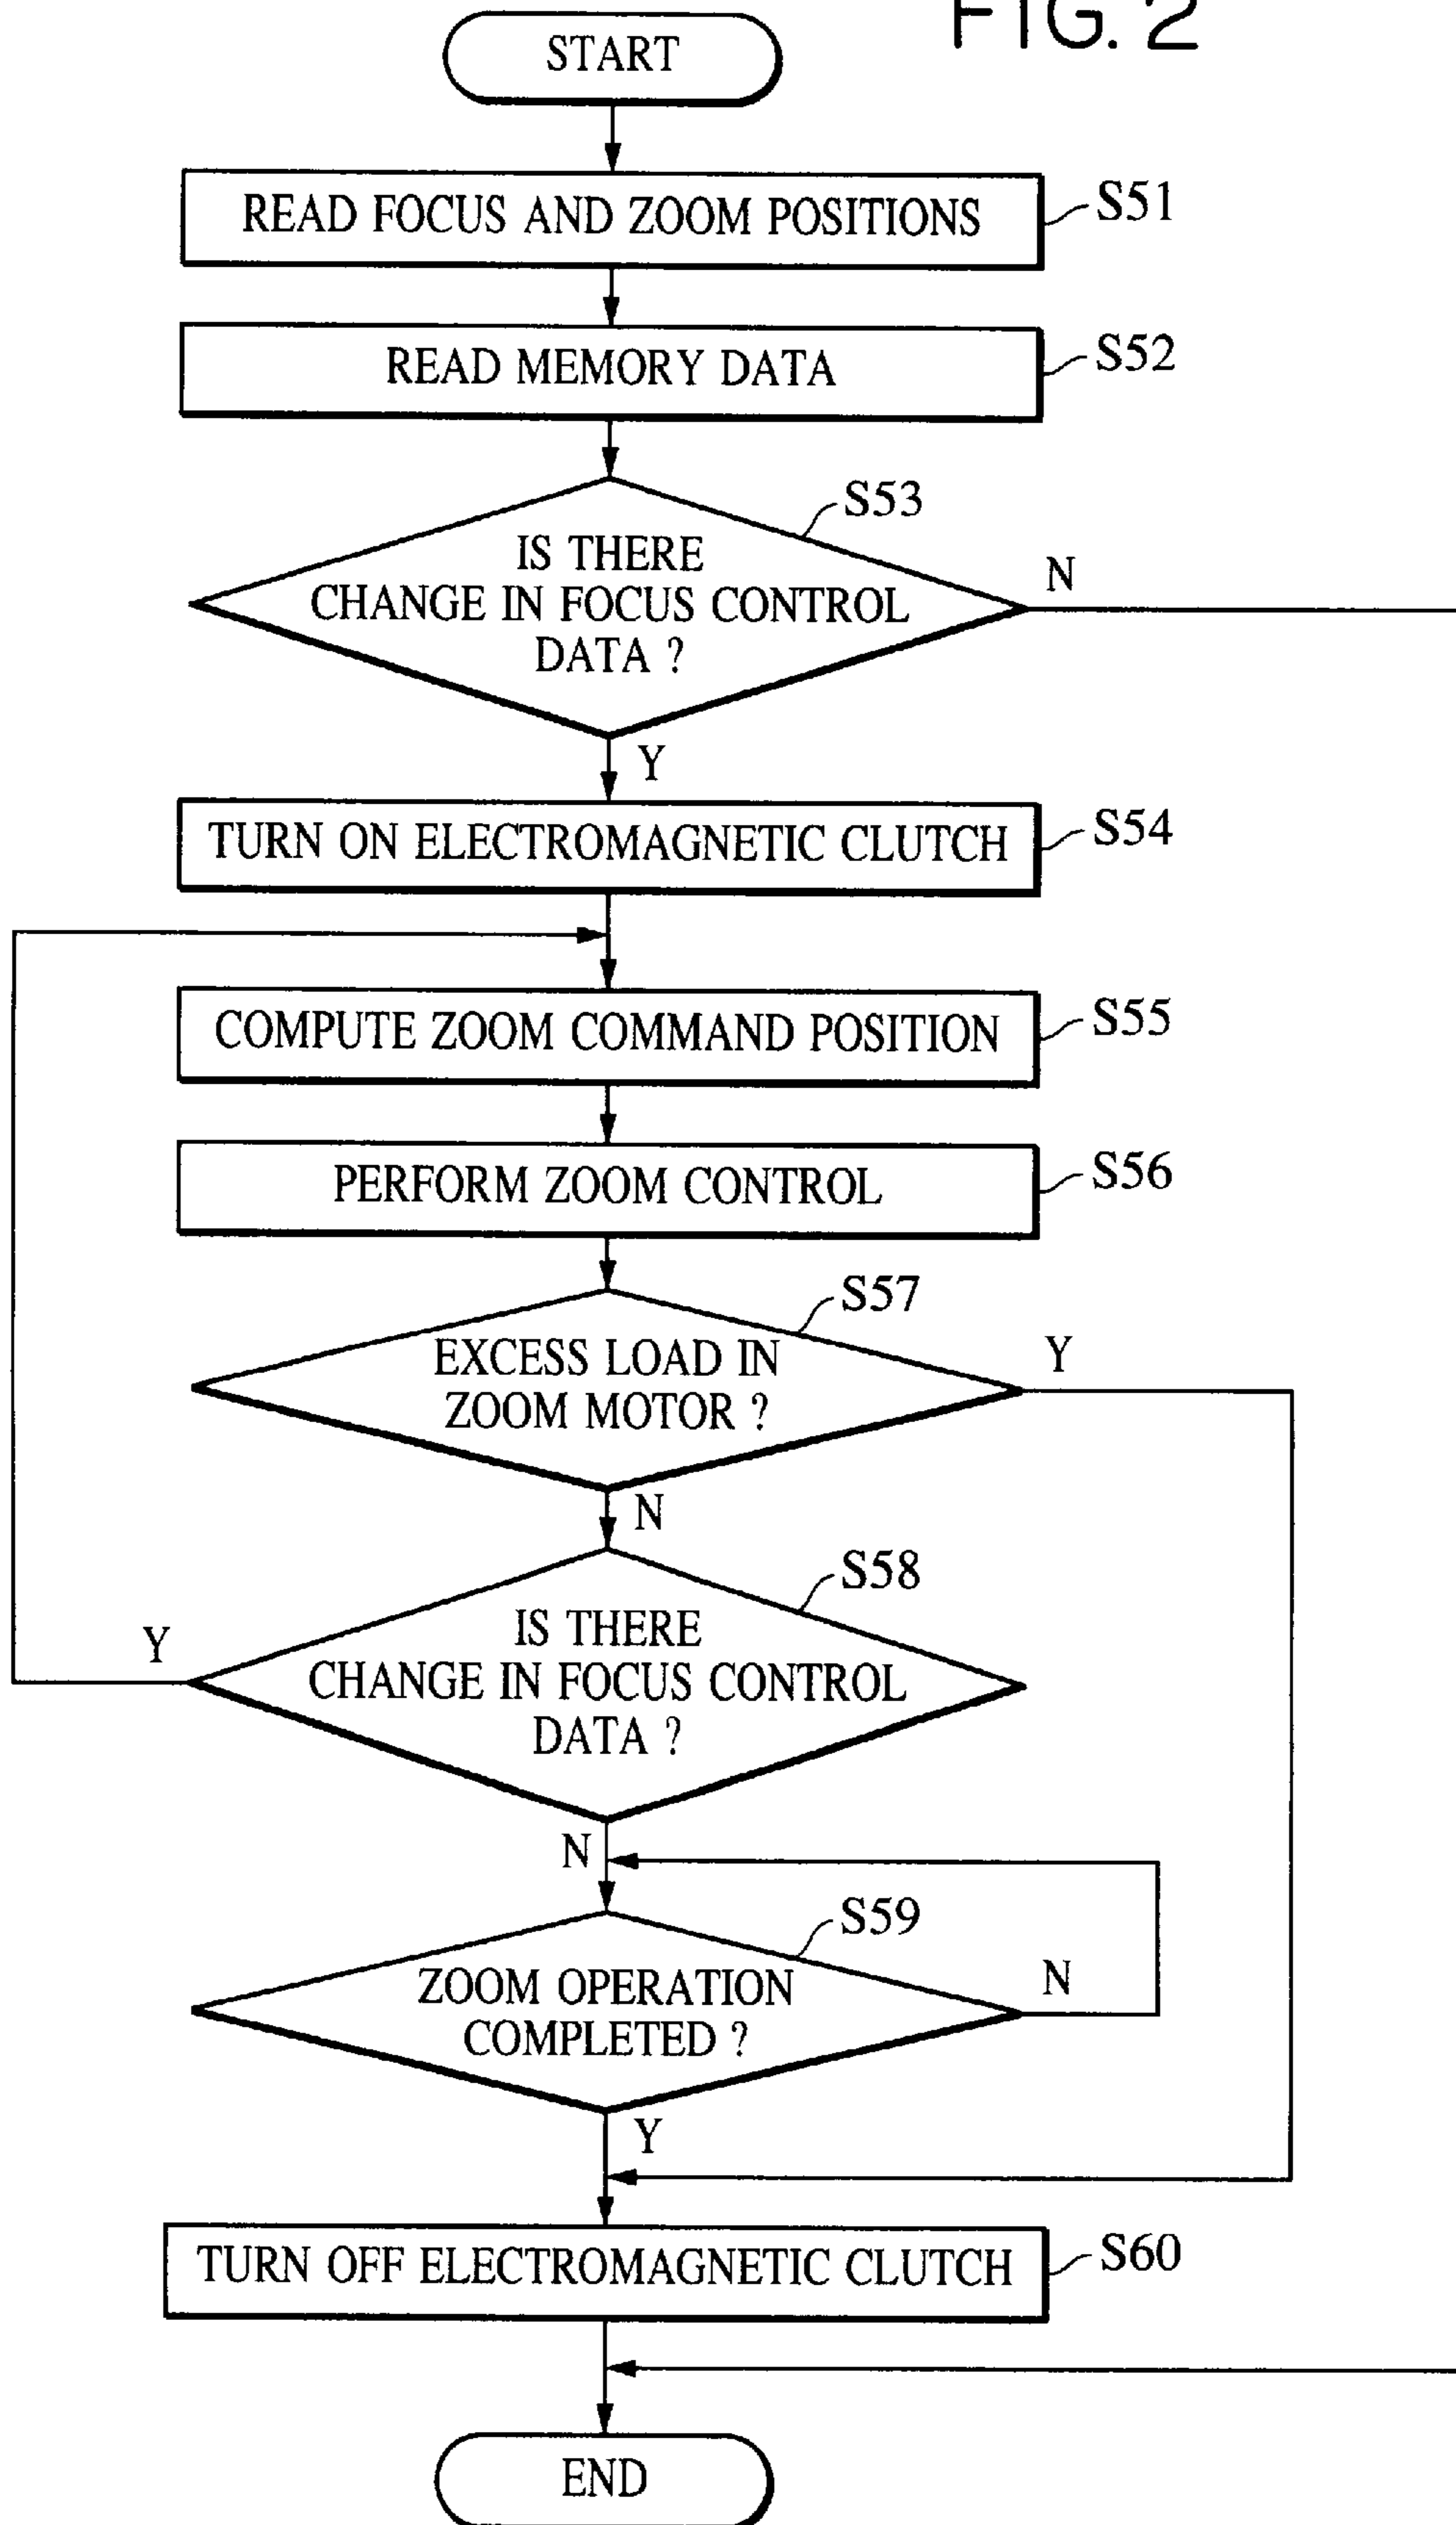 FIG. 2
START
READ FOCUS AND ZOOM POSITIONS
S51
READ MEMORY DATA
S52
S53
IS THERE
CHANGE IN FOCUS CONTROL
DATA ?
N
Y
TURN ON ELECTROMAGNETIC CLUTCH
S54
COMPUTE ZOOM COMMAND POSITION
S55
PERFORM ZOOM CONTROL
S56
S57
EXCESS LOAD IN
ZOOM MOTOR ?
Y
N
S58
IS THERE
CHANGE IN FOCUS CONTROL
DATA ?
Y
N
S59
ZOOM OPERATION
COMPLETED ?
N
Y
TURN OFF ELECTROMAGNETIC CLUTCH
S60
END